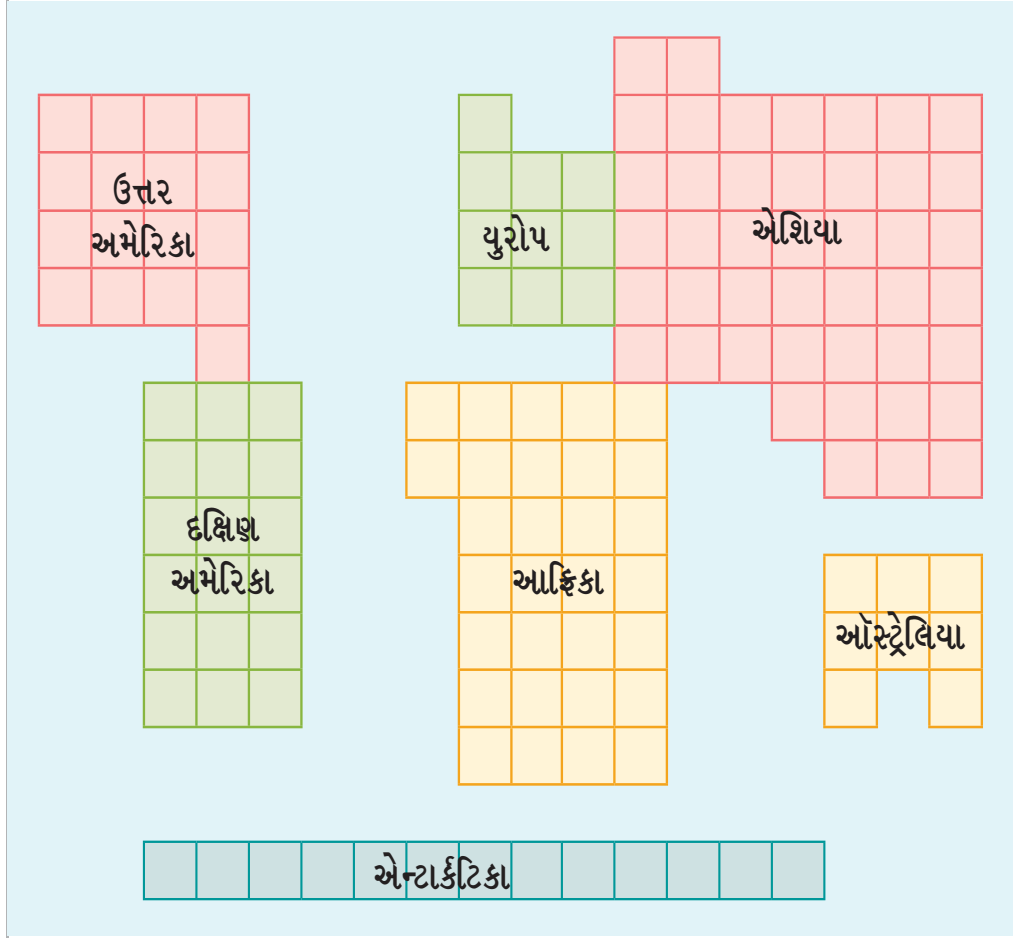 ઉત્તર
અમેરિકા
યુરોપ
એશિયા
દક્ષિણ
અમેરિકા
આફ્રિકા
ઑસ્ટ્રેલિયા
એન્ટાર્કટિકા